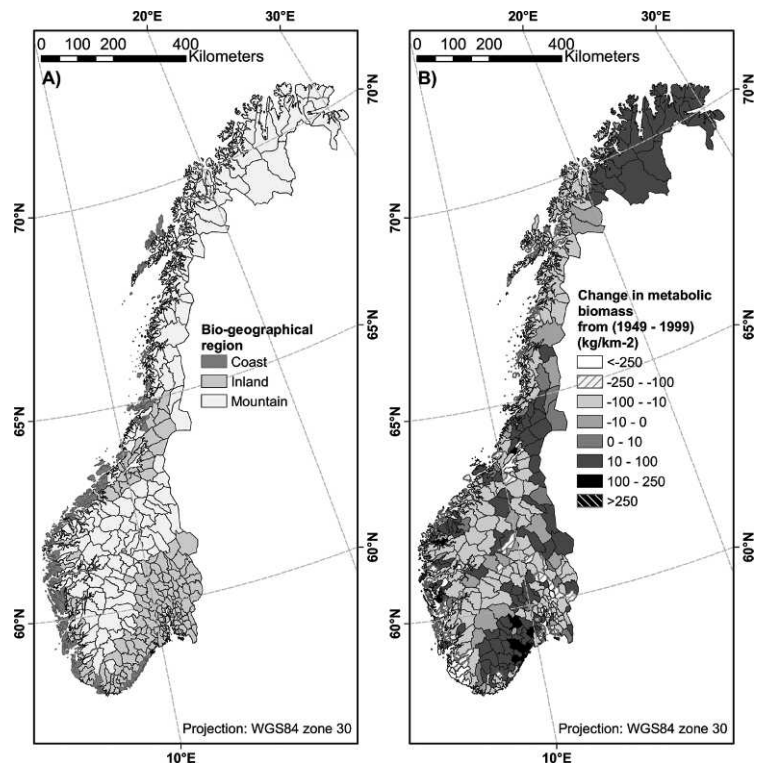 20°E 30°E
0 100 200 400
Kilometers
A)
70°N
65°N
60°N
Bio-geographical
region
Coast
Inland
Mountain
Projection: WGS84 zone 30
10°E
70°N
65°N
60°N
20°E 30°E
0 100 200 400
Kilometers
B)
Change in metabolic
biomass
from (1949 - 1999)
(kg/km-2)
<-250
-250 - -100
-100 - -10
-10 - 0
0 - 10
10 - 100
100 - 250
>250
Projection: WGS84 zone 30
10°E
70°N
65°N
60°N